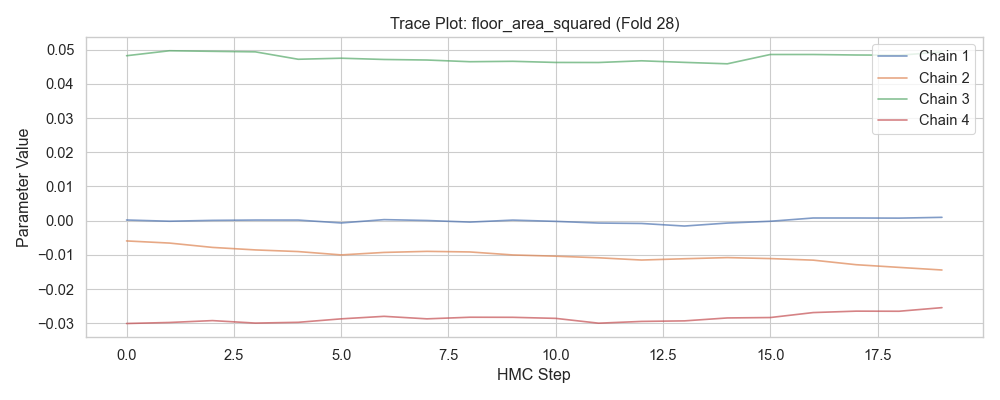 Trace Plot: floor_area_squared (Fold 28)
Parameter Value
0.05
0.04
0.03
0.02
0.01
0.00
−0.01
−0.02
−0.03
Chain 1
Chain 2
Chain 3
Chain 4
0.0 2.5 5.0 7.5 10.0 12.5 15.0 17.5
HMC Step